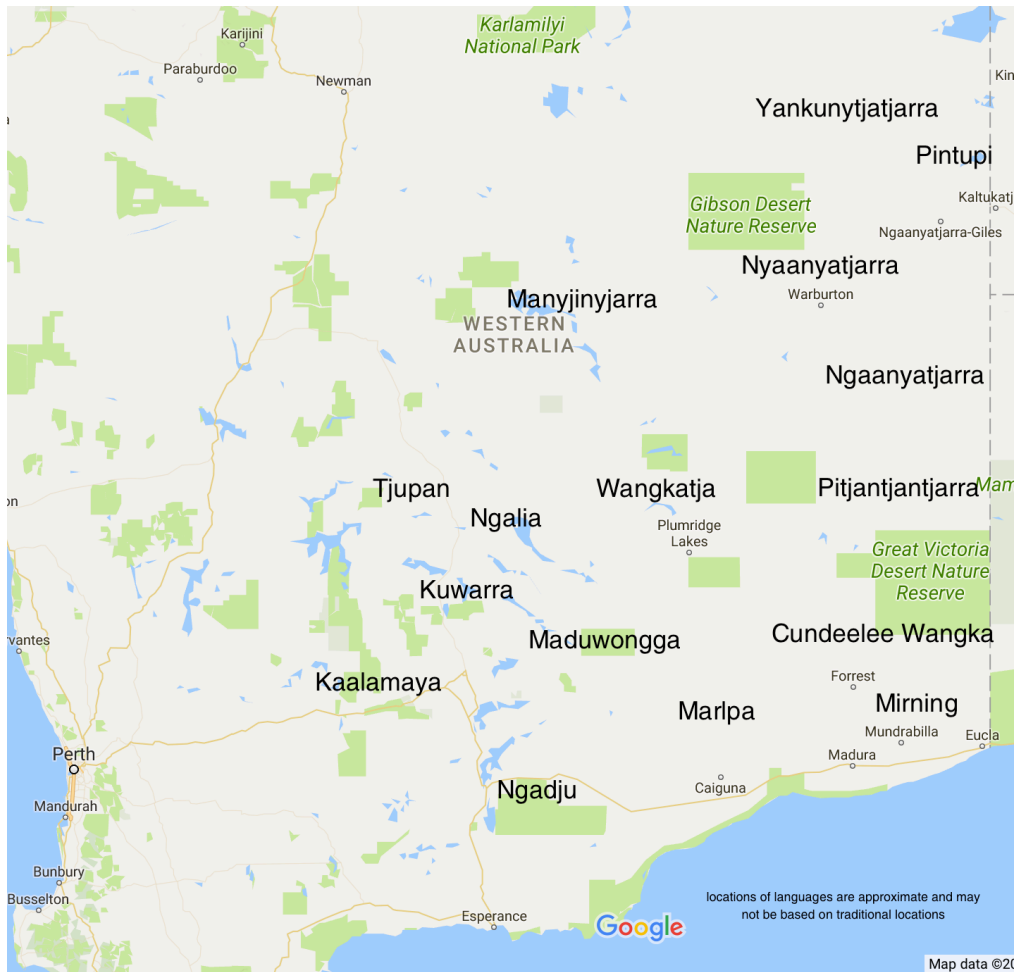 Karlamilyi
National Park
Karijini
Paraburdoo
Newman
Kin
Yankunytjatjarra
Pintupi
Kaltukatj
Gibson Desert
Nature Reserve
Ngaanyatjarra-Giles
Nyaanyatjarra
Warburton
Manyjinyjarra
WESTERN
AUSTRALIA
Ngaanyatjarra
Tjupan
Wangkatja
Pitjantjantjarra
Mam
on
Ngalia
Plumridge
Lakes
Great Victoria
Desert Nature
Reserve
Kuwarra
rvantes
Maduwongga
Cundeelee Wangka
Kaalamaya
Forrest
Marlpa
Mirning
Mundrabilla
Eucla
Perth
Madura
Caiguna
Ngadju
Mandurah
Bunbury
Busselton
Esperance
Google
locations of languages are approximate and may
not be based on traditional locations
Map data ©20